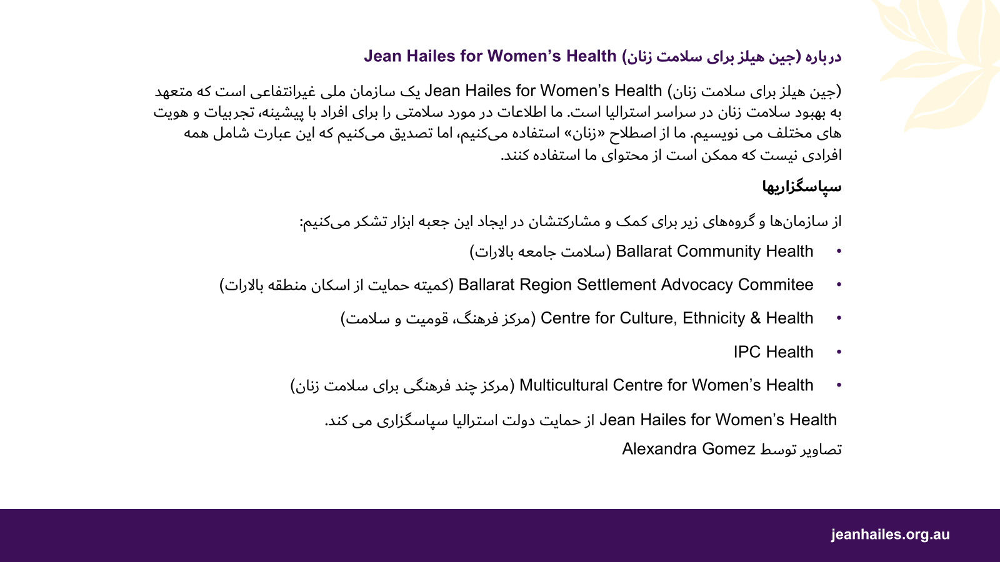 درباره (جین هیلز برای سلامت زنان) Jean Hailes for Women’s Health
(جین هیلز برای سلامت زنان) Jean Hailes for Women’s Health یک سازمان ملی غیرانتفاعی است که متعهد
به بهبود سلامت زنان در سراسر استرالیا است. ما اطلاعات در مورد سلامتی را برای افراد با پیشینه، تجربیات و هویت
های مختلف می نویسیم. ما از اصطلاح «زنان» استفاده می‌کنیم، اما تصدیق می‌کنیم که این عبارت شامل همه
افرادی نیست که ممکن است از محتوای ما استفاده کنند.
سپاسگزاریها
از سازمان‌ها و گروه‌های زیر برای کمک و مشارکتشان در ایجاد این جعبه ابزار تشکر می‌کنیم:
• Ballarat Community Health (سلامت جامعه بالارات)
• Ballarat Region Settlement Advocacy Commitee (کمیته حمایت از اسکان منطقه بالارات)
• Centre for Culture, Ethnicity & Health (مرکز فرهنگ، قومیت و سلامت)
• IPC Health
• Multicultural Centre for Women’s Health (مرکز چند فرهنگی برای سلامت زنان)
Jean Hailes for Women’s Health از حمایت دولت استرالیا سپاسگزاری می کند.
تصاویر توسط Alexandra Gomez
jeanhailes.org.au